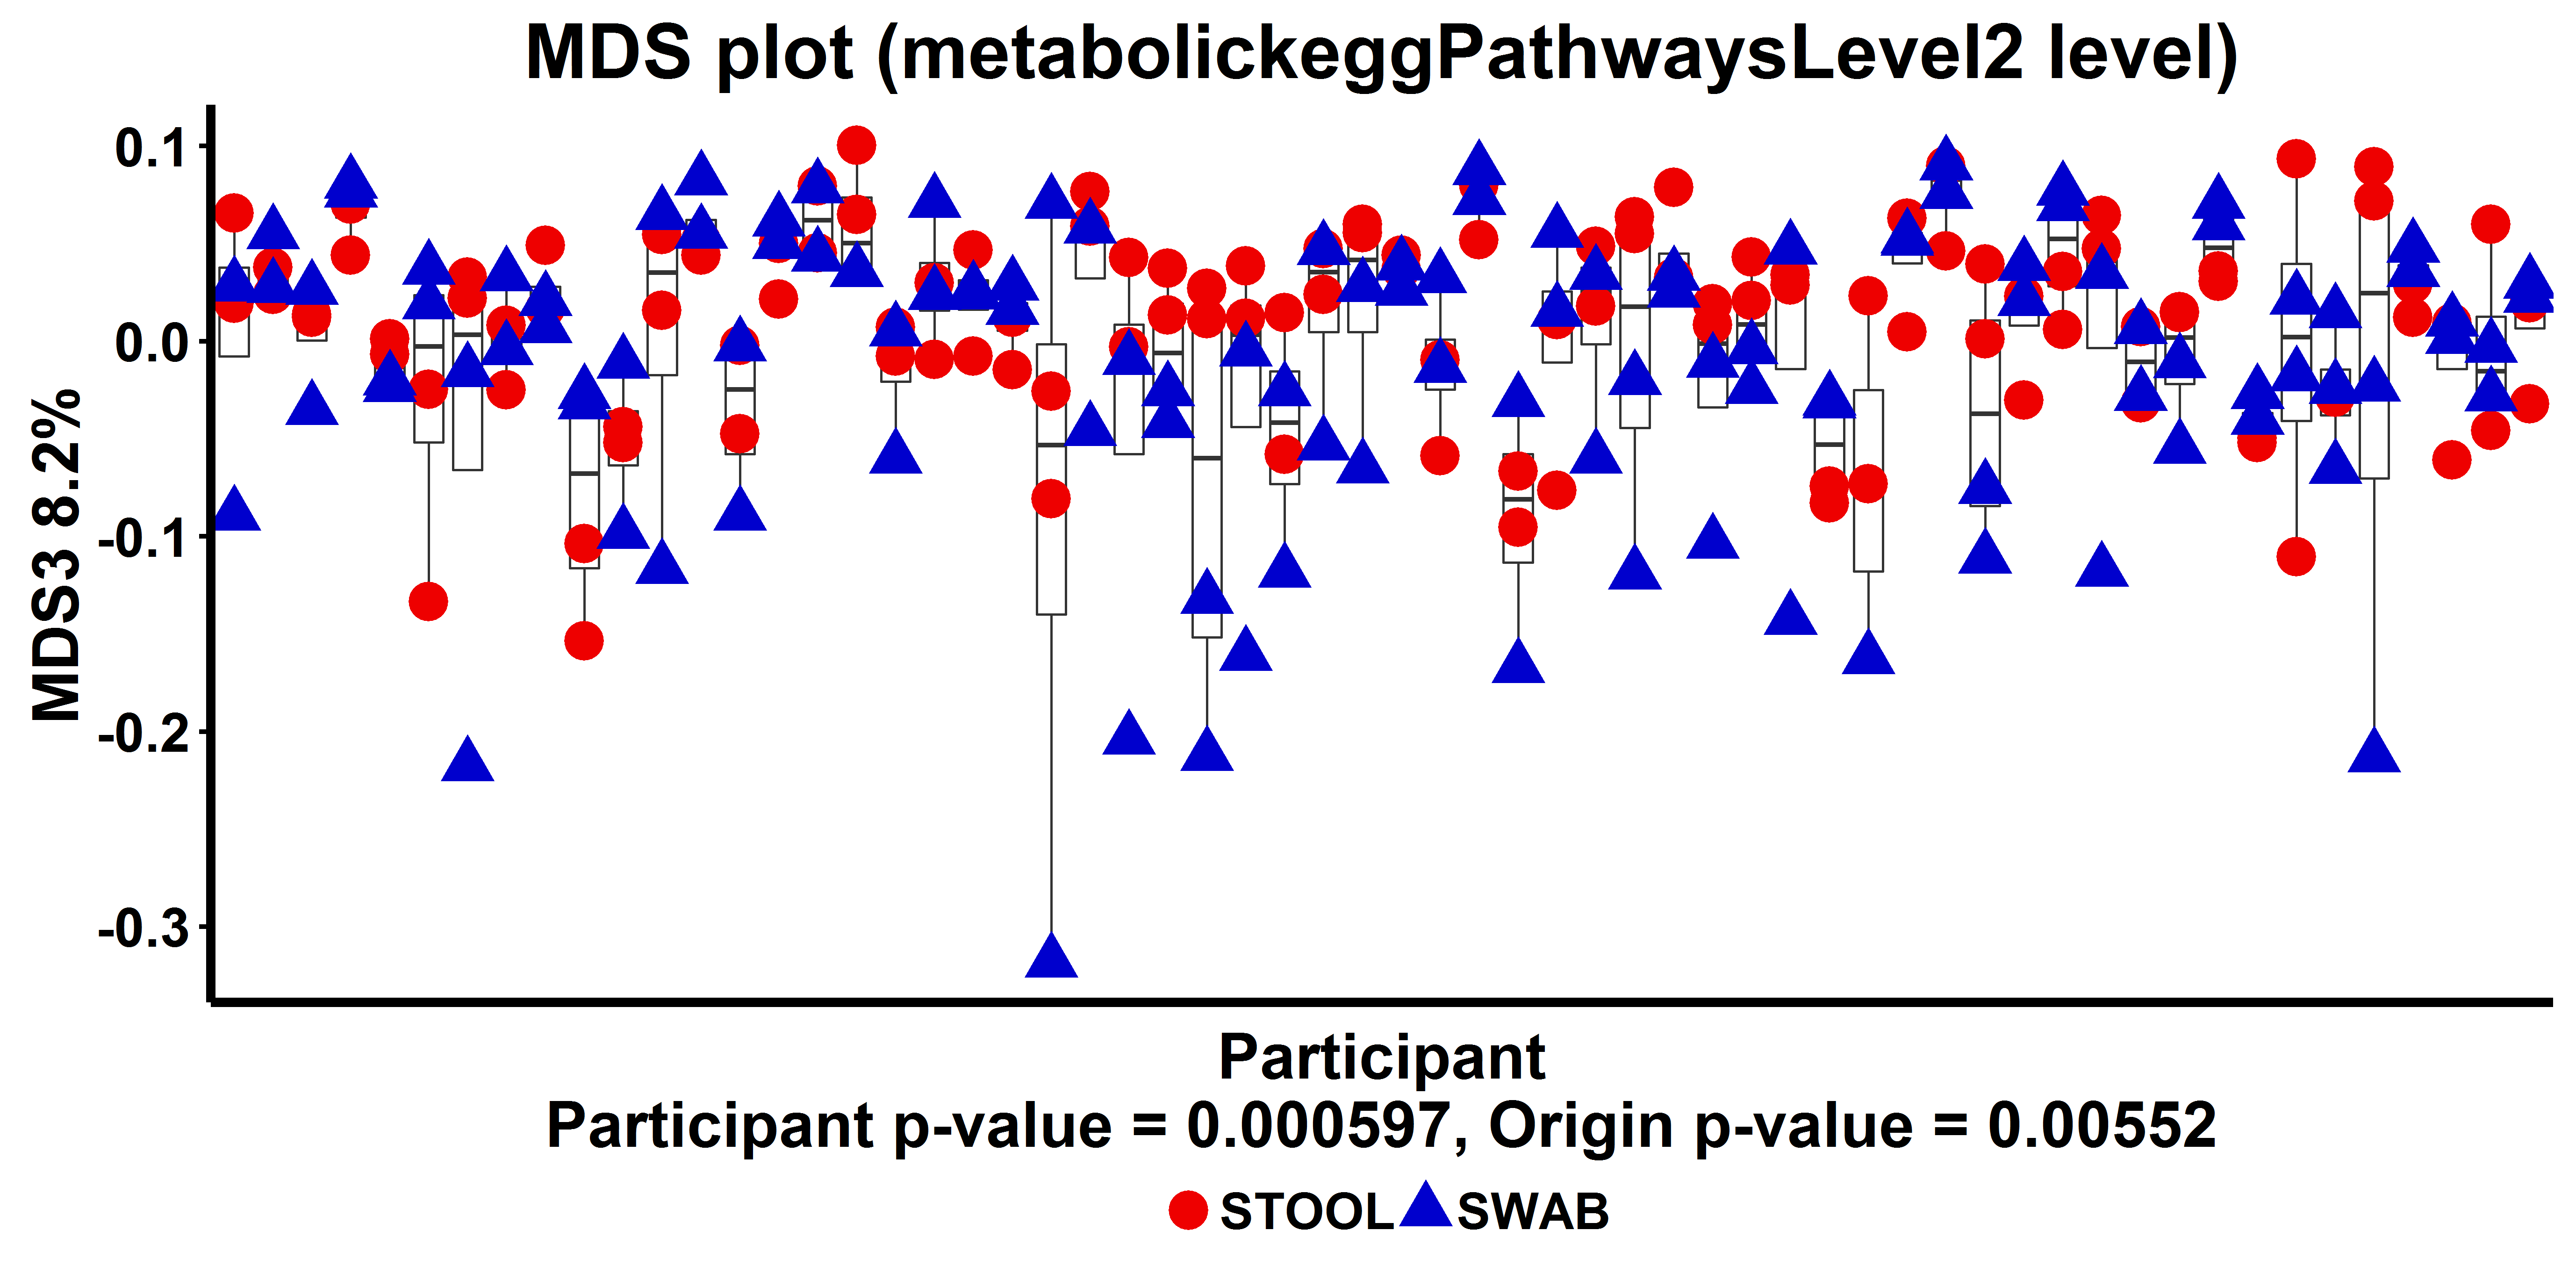 MDS plot (metabolickeggPathwaysLevel2 level)
MDS3 8.2%
0.1
0.0
-0.1
-0.2
-0.3
Participant
Participant p-value = 0.000597, Origin p-value = 0.00552
STOOL SWAB